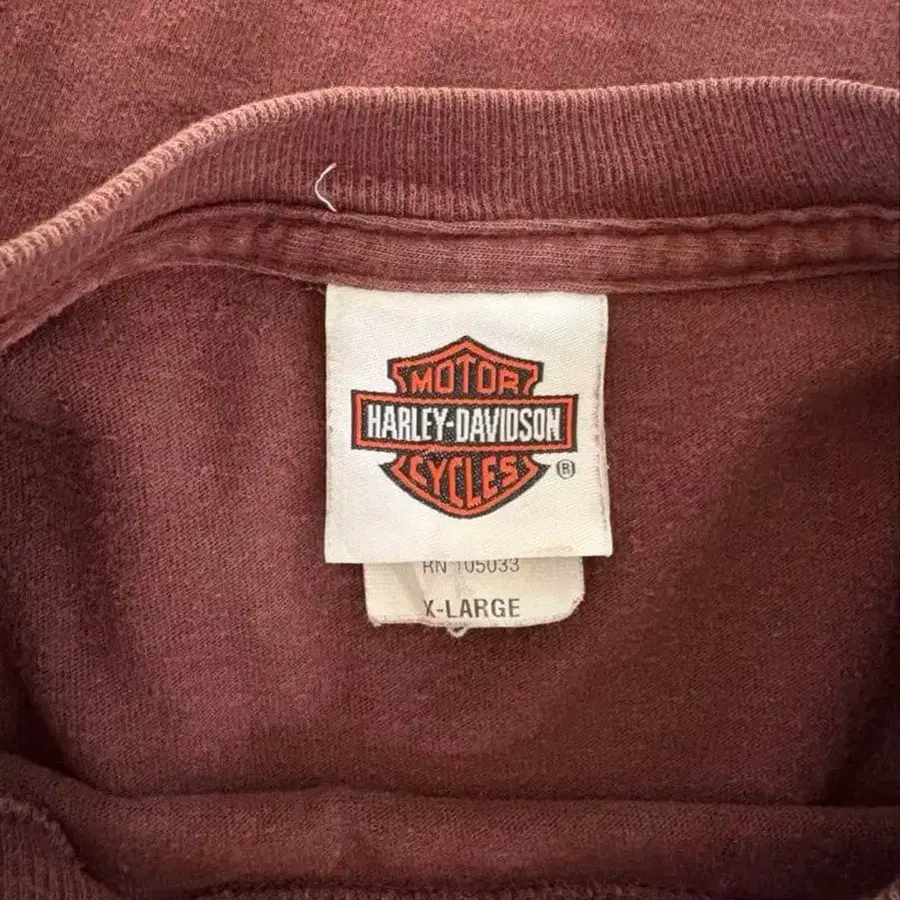 MOTOR
HARLEY-DAVIDSON
CYCLES
®
RN 105033
X-LARGE